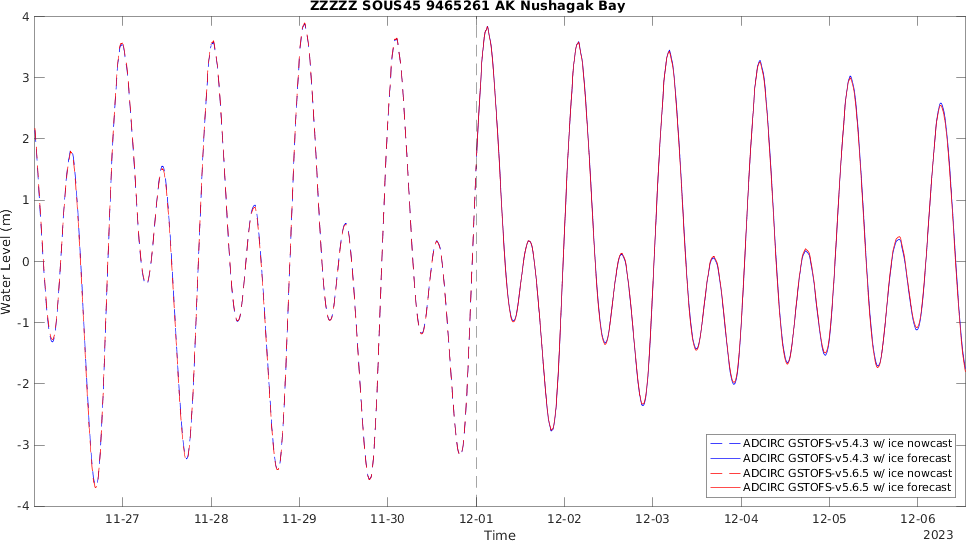 ZZZZZ SOUS45 9465261 AK Nushagak Bay
4
3
2
1
0
-1
-2
-3
-4
Water Level (m)
ADCIRC GSTOFS-v5.4.3 w/ ice nowcast
ADCIRC GSTOFS-v5.4.3 w/ ice forecast
ADCIRC GSTOFS-v5.6.5 w/ ice nowcast
ADCIRC GSTOFS-v5.6.5 w/ ice forecast
11-27 11-28 11-29 11-30 12-01 12-02 12-03 12-04 12-05 12-06
Time
2023